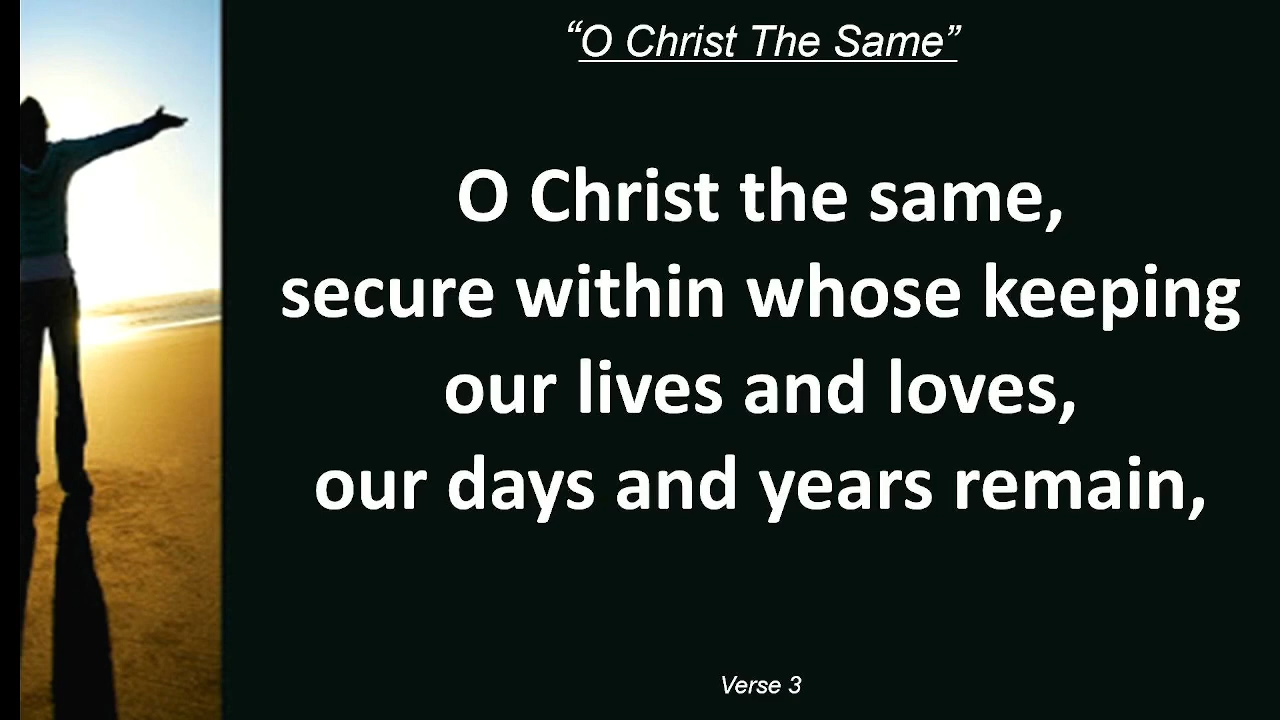 “O Christ The Same”
O Christ the same,
secure within whose keeping
our lives and loves,
our days and years remain,
Verse 3